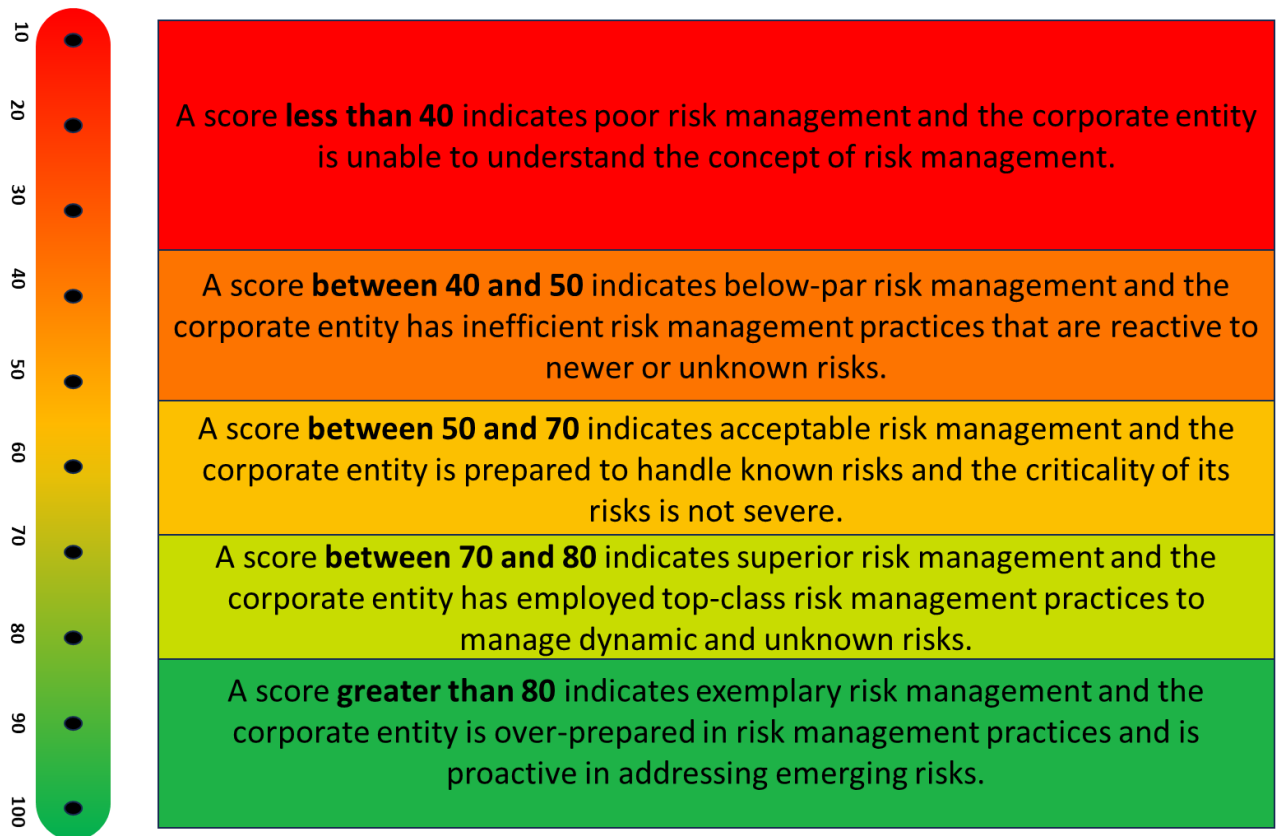 10
20
30
40
50
60
70
80
90
100
A score less than 40 indicates poor risk management and the corporate entity
is unable to understand the concept of risk management.
A score between 40 and 50 indicates below-par risk management and the
corporate entity has inefficient risk management practices that are reactive to
newer or unknown risks.
A score between 50 and 70 indicates acceptable risk management and the
corporate entity is prepared to handle known risks and the criticality of its
risks is not severe.
A score between 70 and 80 indicates superior risk management and the
corporate entity has employed top-class risk management practices to
manage dynamic and unknown risks.
A score greater than 80 indicates exemplary risk management and the
corporate entity is over-prepared in risk management practices and is
proactive in addressing emerging risks.